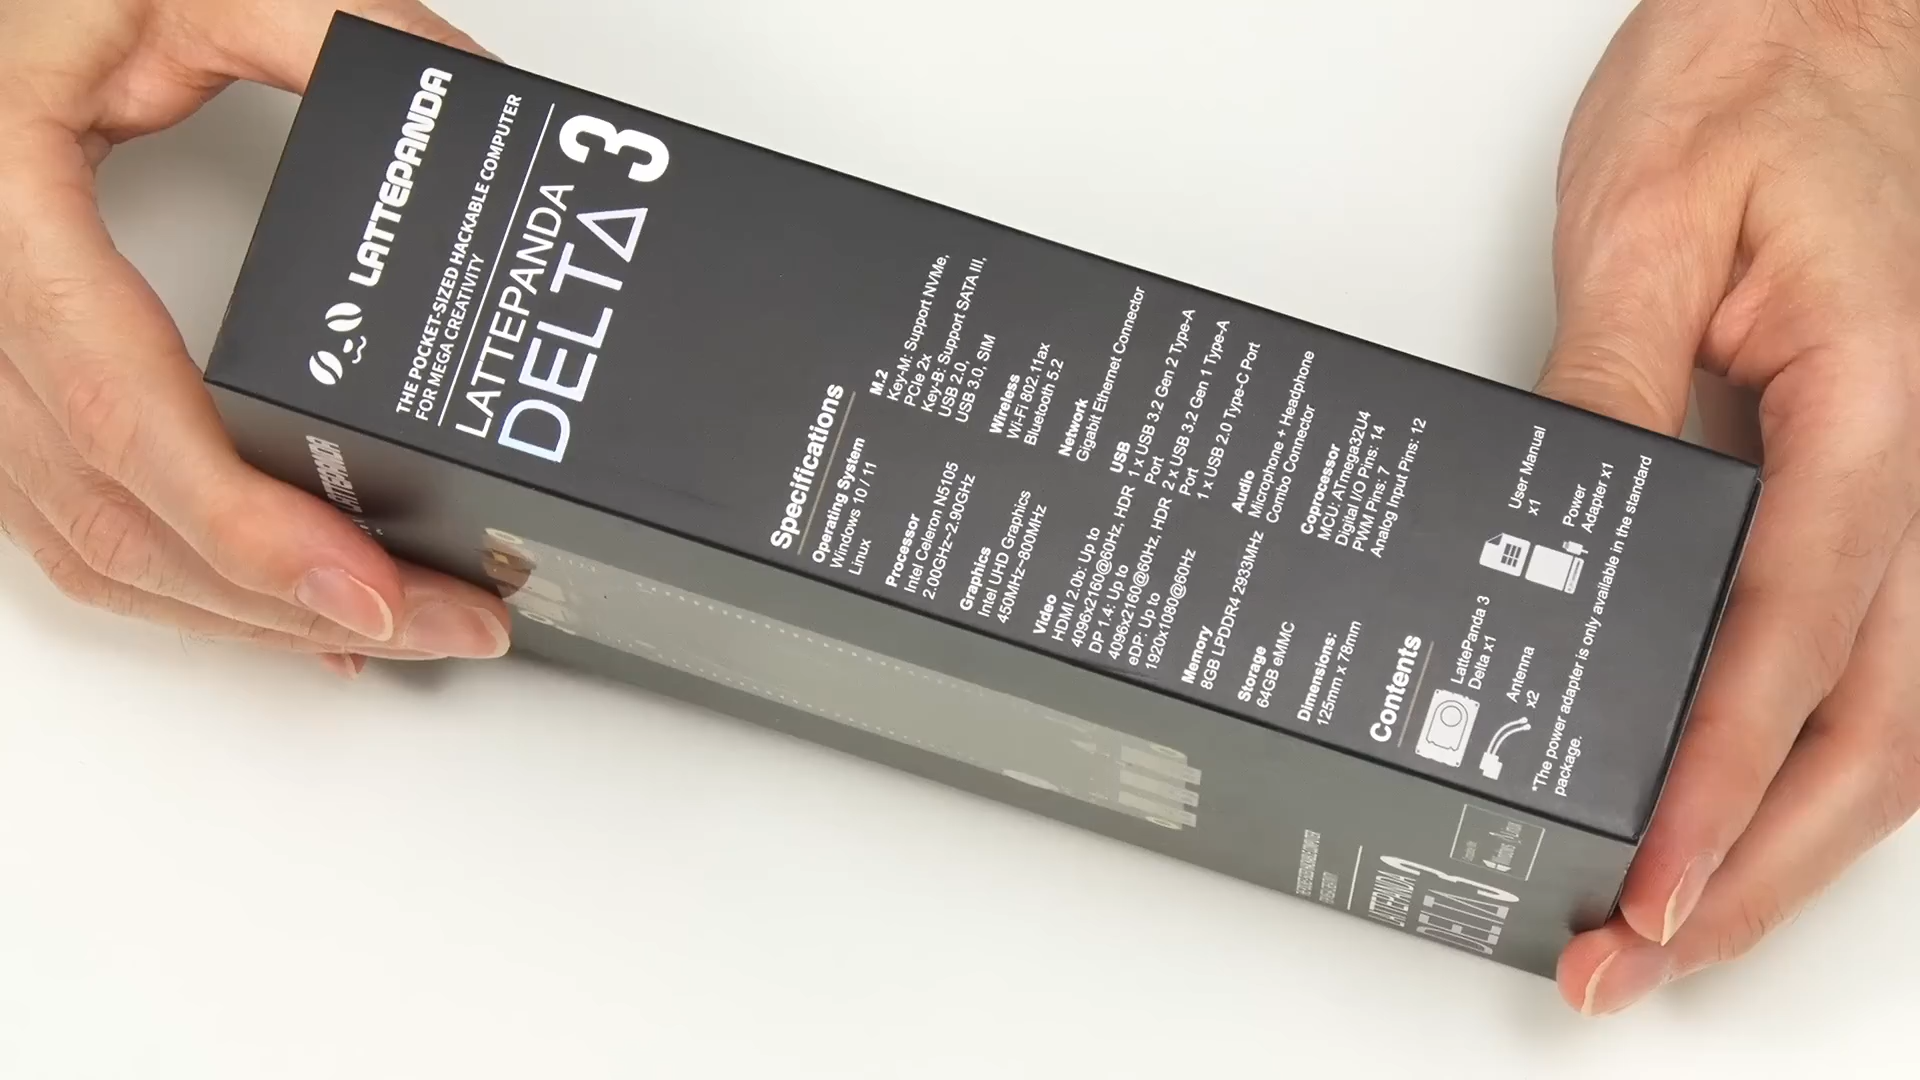 LATTEPANDA
THE POCKET-SIZED HACKABLE COMPUTER
FOR MEGA CREATIVITY
LATTEPANDA
DELTA 3
Specifications
Operating System
Windows 10 / 11
Linux
Processor
Intel Celeron N5105
2.00GHz~2.90GHz
Graphics
Intel UHD Graphics
450MHz~800MHz
Video
HDMI 2.0b: Up to
4096x2160@60Hz, HDR
DP 1.4: Up to
4096x2160@60Hz, HDR
eDP: Up to
1920x1080@60Hz
Memory
8GB LPDDR4 2933MHz
Storage
64GB eMMC
Dimensions:
125mm x 78mm
M.2
Key-M: Support NVMe,
PCIe 2x
Key-B: Support SATA III,
USB 2.0,
USB 3.0, SIM
Wireless
Wi-Fi 802.11ax
Bluetooth 5.2
Network
Gigabit Ethernet Connector
USB
1 x USB 3.2 Gen 2 Type-A
Port
2 x USB 3.2 Gen 1 Type-A
Port
1 x USB 2.0 Type-C Port
Audio
Microphone + Headphone
Combo Connector
Coprocessor
MCU: ATmega32U4
Digital I/O Pins: 14
PWM Pins: 7
Analog Input Pins: 12
Contents
LattePanda 3
Delta x1
User Manual
x1
Antenna
x2
Power
Adapter x1
*The power adapter is only available in the standard
package.
LATTEPANDA
LATTEPANDA
DELTA 3